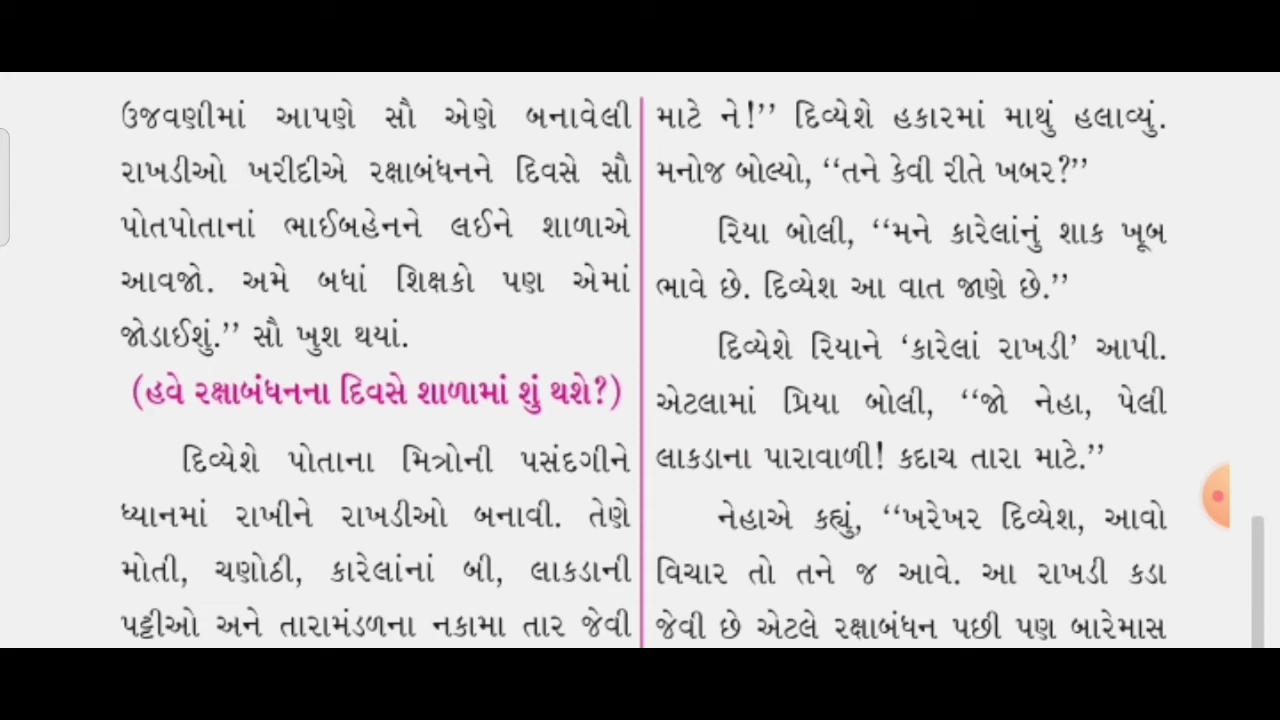 ઉજવણીમાં આપણે સૌ એણે બનાવેલી
રાખડીઓ ખરીદીએ રક્ષાબંધનને દિવસે સૌ
પોતપોતાનાં ભાઈબહેનને લઈને શાળાએ
આવજો. અમે બધાં શિક્ષકો પણ એમાં
જોડાઈશું.’’ સૌ ખુશ થયાં.
(હવે રક્ષાબંધનના દિવસે શાળામાં શું થશે?)
દિવ્યેશે પોતાના મિત્રોની પસંદગીને
ધ્યાનમાં રાખીને રાખડીઓ બનાવી. તેણે
મોતી, ચણોઠી, કારેલાંનાં બી, લાકડાની
પટ્ટીઓ અને તારામંડળના નકામા તાર જેવી
માટે ને!’’ દિવ્યેશે હકારમાં માથું હલાવ્યું.
મનોજ બોલ્યો, ‘‘તને કેવી રીતે ખબર?’’
રિયા બોલી, ‘‘મને કારેલાંનું શાક ખૂબ
ભાવે છે. દિવ્યેશ આ વાત જાણે છે.’’
દિવ્યેશે રિયાને ‘કારેલાં રાખડી’ આપી.
એટલામાં પ્રિયા બોલી, ‘‘જો નેહા, પેલી
લાકડાના પારાવાળી! કદાચ તારા માટે.’’
નેહાએ કહ્યું, ‘‘ખરેખર દિવ્યેશ, આવો
વિચાર તો તને જ આવે. આ રાખડી કડા
જેવી છે એટલે રક્ષાબંધન પછી પણ બારેમાસ